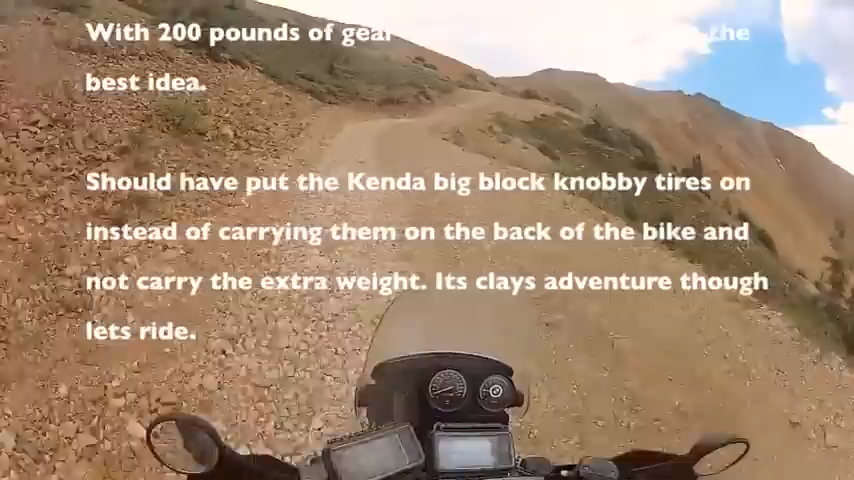 With 200 pounds of gear the
best idea.
Should have put the Kenda big block knobby tires on
instead of carrying them on the back of the bike and
not carry the extra weight. Its clays adventure though
lets ride.